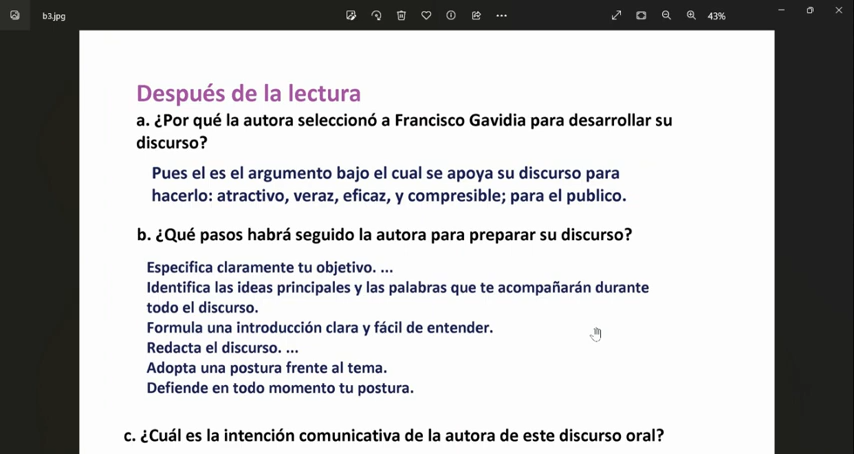 b3.jpg
43%
Después de la lectura
a. ¿Por qué la autora seleccionó a Francisco Gavidia para desarrollar su
discurso?
Pues el es el argumento bajo el cual se apoya su discurso para
hacerlo: atractivo, veraz, eficaz, y compresible; para el publico.
b. ¿Qué pasos habrá seguido la autora para preparar su discurso?
Especifica claramente tu objetivo. ...
Identifica las ideas principales y las palabras que te acompañarán durante
todo el discurso.
Formula una introducción clara y fácil de entender.
Redacta el discurso. ...
Adopta una postura frente al tema.
Defiende en todo momento tu postura.
c. ¿Cuál es la intención comunicativa de la autora de este discurso oral?